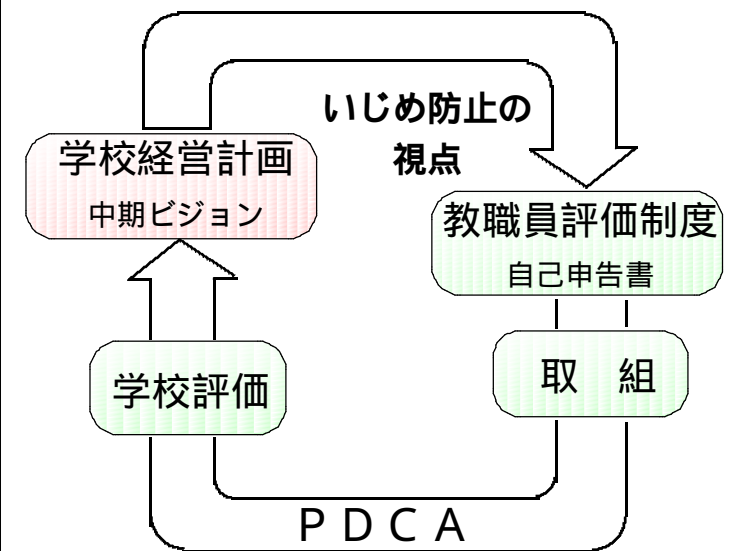 いじめ防止の
視点
学校経営計画
中期ビジョン
教職員評価制度
自己申告書
学校評価
取　組
ＰＤＣＡ